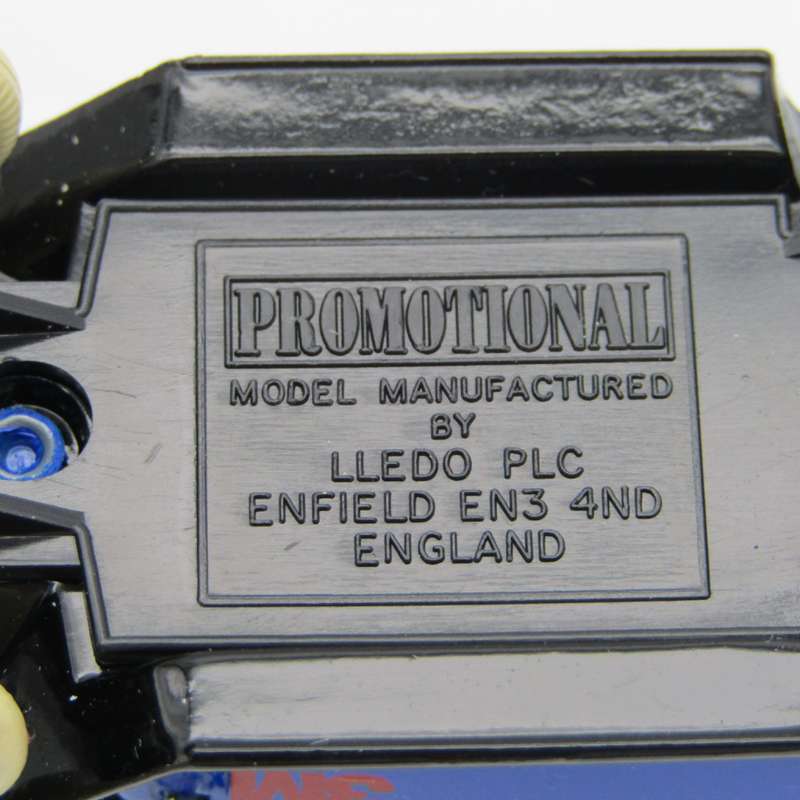 PROMOTIONAL
MODEL MANUFACTURED
BY
LLEDO PLC
ENFIELD EN3 4ND
ENGLAND